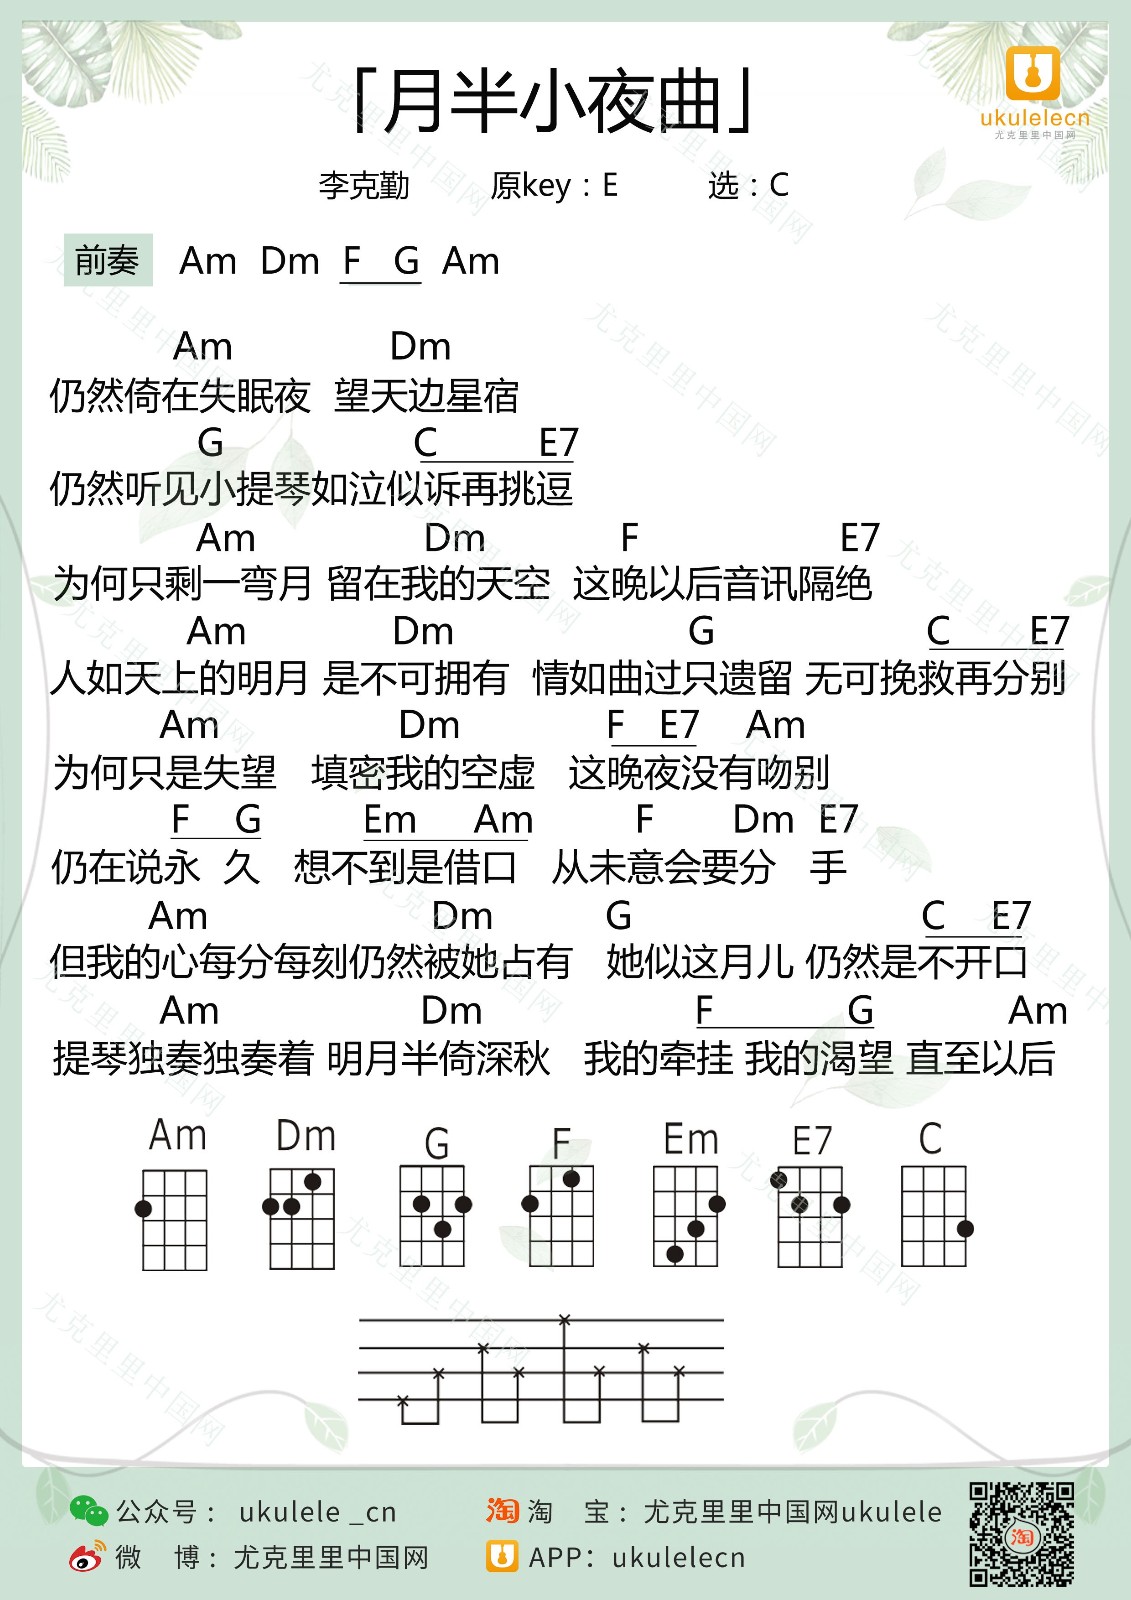 「月半小夜曲」
ukulelecn
尤克里里中国网
李克勤 原key：E 选：C
前奏 Am Dm F G Am
Am Dm
仍然倚在失眠夜 望天边星宿
G C E7
仍然听见小提琴如泣似诉再挑逗
Am Dm F E7
为何只剩一弯月 留在我的天空 这晚以后音讯隔绝
Am Dm G C E7
人如天上的明月 是不可拥有 情如曲过只遗留 无可挽救再分别
Am Dm F E7 Am
为何只是失望 填密我的空虚 这晚夜没有吻别
F G Em Am F Dm E7
仍在说永 久 想不到是借口 从未意会要分 手
Am Dm G C E7
但我的心每分每刻仍然被她占有 她似这月儿 仍然是不开口
Am Dm F G Am
提琴独奏独奏着 明月半倚深秋 我的牵挂 我的渴望 直至以后
Am Dm G F Em E7 C
公众号： ukulele _cn
淘 淘 宝：尤克里里中国网ukulele
微 博：尤克里里中国网
APP：ukulelecn
淘